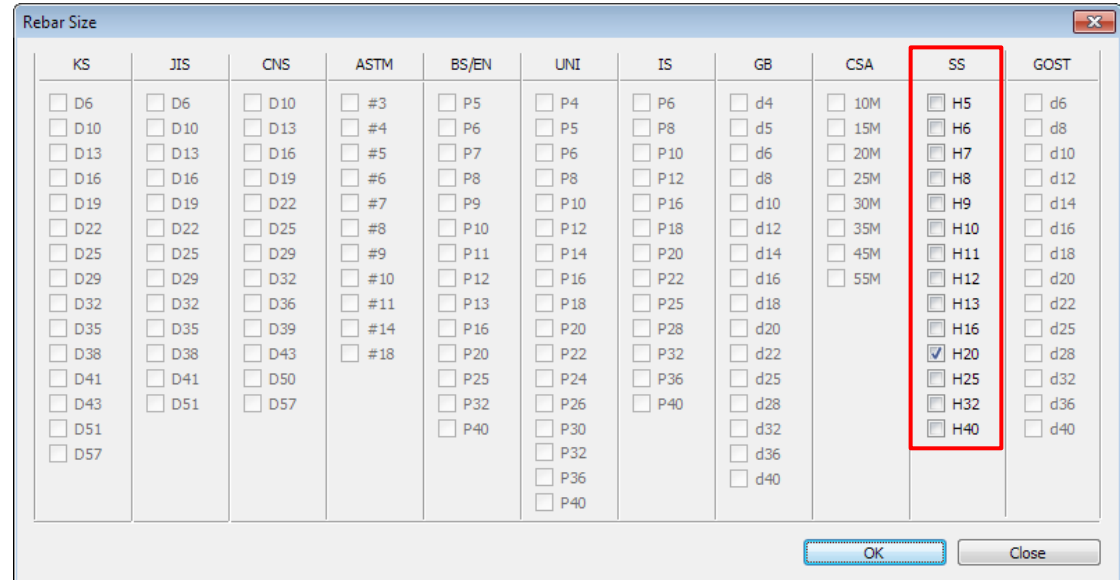 Rebar Size
KS JIS CNS ASTM BS/EN UNI IS GB CSA SS GOST
D6 D6 D10 #3 P5 P4 P6 d4 10M H5 d6
D10 D10 D13 #4 P6 P5 P8 d5 15M H6 d8
D13 D13 D16 #5 P7 P6 P10 d6 20M H7 d10
D16 D16 D19 #6 P8 P8 P12 d8 25M H8 d12
D19 D19 D22 #7 P9 P10 P16 d10 30M H9 d14
D22 D22 D25 #8 P10 P12 P18 d12 35M H10 d16
D25 D25 D29 #9 P11 P14 P20 d14 45M H11 d18
D29 D29 D32 #10 P12 P16 P22 d16 55M H12 d20
D32 D32 D36 #11 P13 P18 P25 d18 H13 d22
D35 D35 D39 #14 P16 P20 P28 d20 H16 d25
D38 D38 D43 #18 P20 P22 P32 d22 H20 d28
D41 D41 D50 P25 P24 P36 d25 H25 d32
D43 D51 D57 P32 P26 P40 d28 H32 d36
D51 P40 P30 d32 H40 d40
D57 P32 d36
P36 d40
P40
OK Close